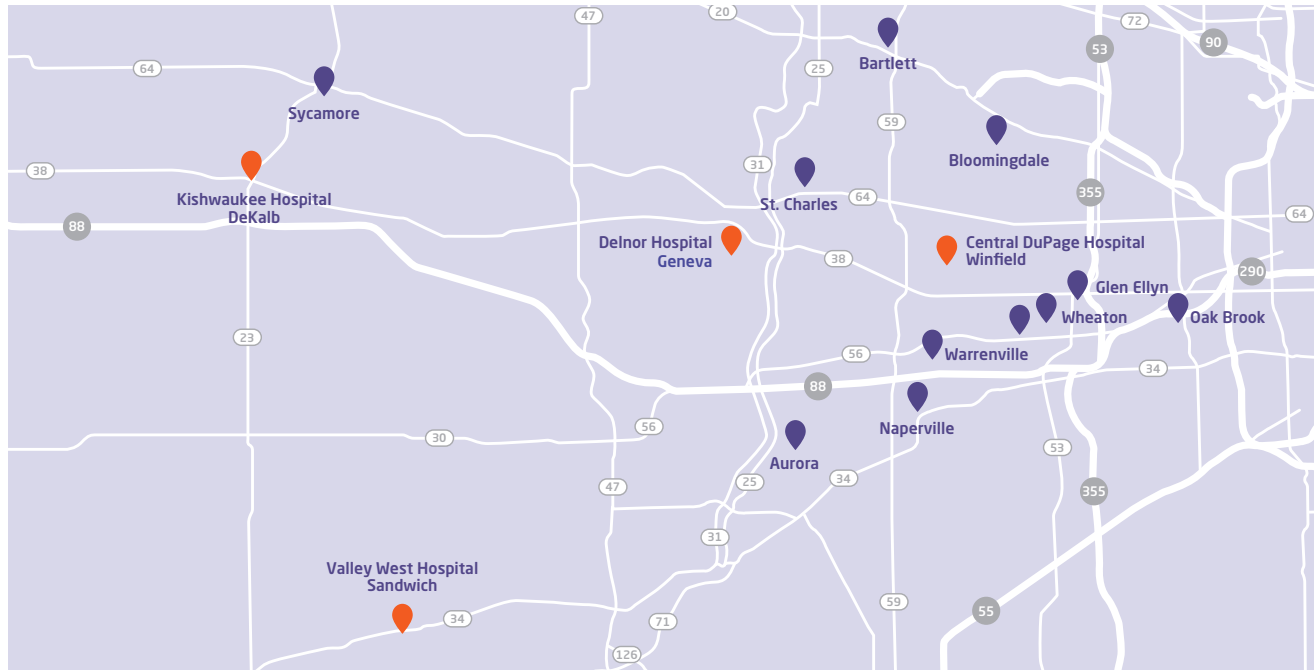 47
20
72
53
90
Bartlett
64
25
Sycamore
59
Bloomingdale
38
31
Kishwaukee Hospital
DeKalb
St. Charles
64
355
64
88
Delnor Hospital
Geneva
38
Central DuPage Hospital
Winfield
290
Glen Ellyn
Wheaton
Oak Brook
23
56
Warrenville
34
88
Naperville
56
30
Aurora
53
47
25
34
355
31
Valley West Hospital
Sandwich
34
71
59
55
126